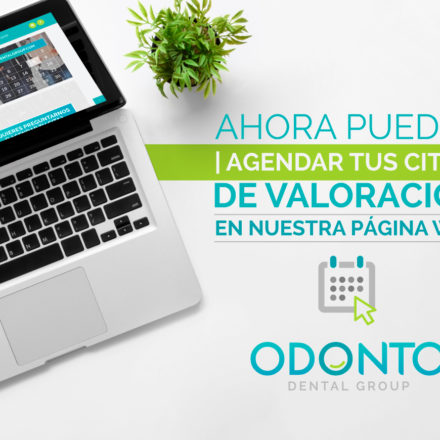 AHORA PUED
| AGENDAR TUS CIT
DE VALORACIO
EN NUESTRA PÁGINA
ODONTO
DENTAL GROUP